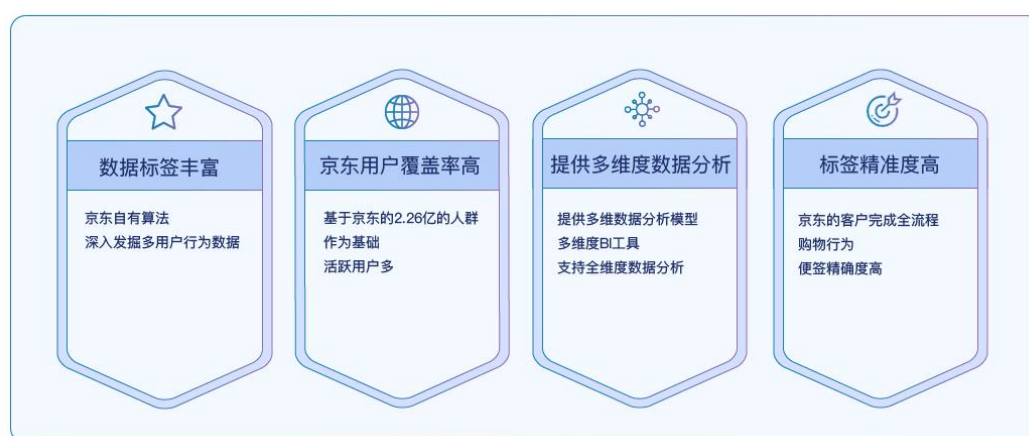 数据标签丰富
京东自有算法
深入发掘多用户行为数据
京东用户覆盖率高
基于京东的2.26亿的人群
作为基础
活跃用户多
提供多维度数据分析
提供多维数据分析模型
多维度BI工具
支持全维度数据分析
标签精准度高
京东的客户完成全流程
购物行为
便签精确度高